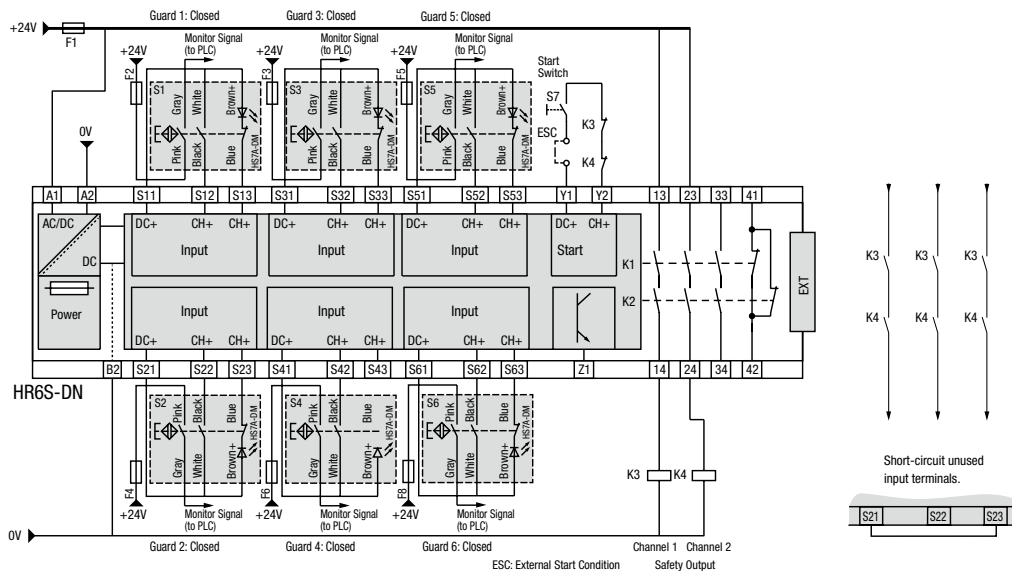 Guard 1: Closed Guard 3: Closed Guard 5: Closed
+24V
F1
+24V Monitor Signal (to PLC) +24V Monitor Signal (to PLC) +24V Monitor Signal (to PLC)
Start Switch
F2 S1 Gray White Brown+ F3 S3 Gray White Brown+ F5 S5 Gray White Brown+
S7
ESC
K3
K4
0V
Pink Black Blue HS7A-DM Pink Black Blue HS7A-DM Pink Black Blue HS7A-DM
A1 A2 S11 S12 S13 S31 S32 S33 S51 S52 S53 Y1 Y2 13 23 33 41
AC/DC
DC
DC+ CH+ CH+ DC+ CH+ CH+ DC+ CH+ CH+ DC+ CH+
Input Input Input Start
K1
K2
EXT
Power
Input Input Input
DC+ CH+ CH+ DC+ CH+ CH+ DC+ CH+ CH+
B2 S21 S22 S23 S41 S42 S43 S61 S62 S63 Z1 14 24 34 42
HR6S-DN
S2 Pink Black Blue HS7A-DM S4 Pink Black Blue HS7A-DM S6 Pink Black Blue HS7A-DM
F4 Gray White Brown+ F6 Gray White Brown+ F8 Gray White Brown+
K3 K4
+24V Monitor Signal (to PLC) +24V Monitor Signal (to PLC) +24V Monitor Signal (to PLC)
0V
Guard 2: Closed Guard 4: Closed Guard 6: Closed Channel 1 Channel 2
ESC: External Start Condition Safety Output
K3 K3 K3
K4 K4 K4
Short-circuit unused
input terminals.
S21 S22 S23